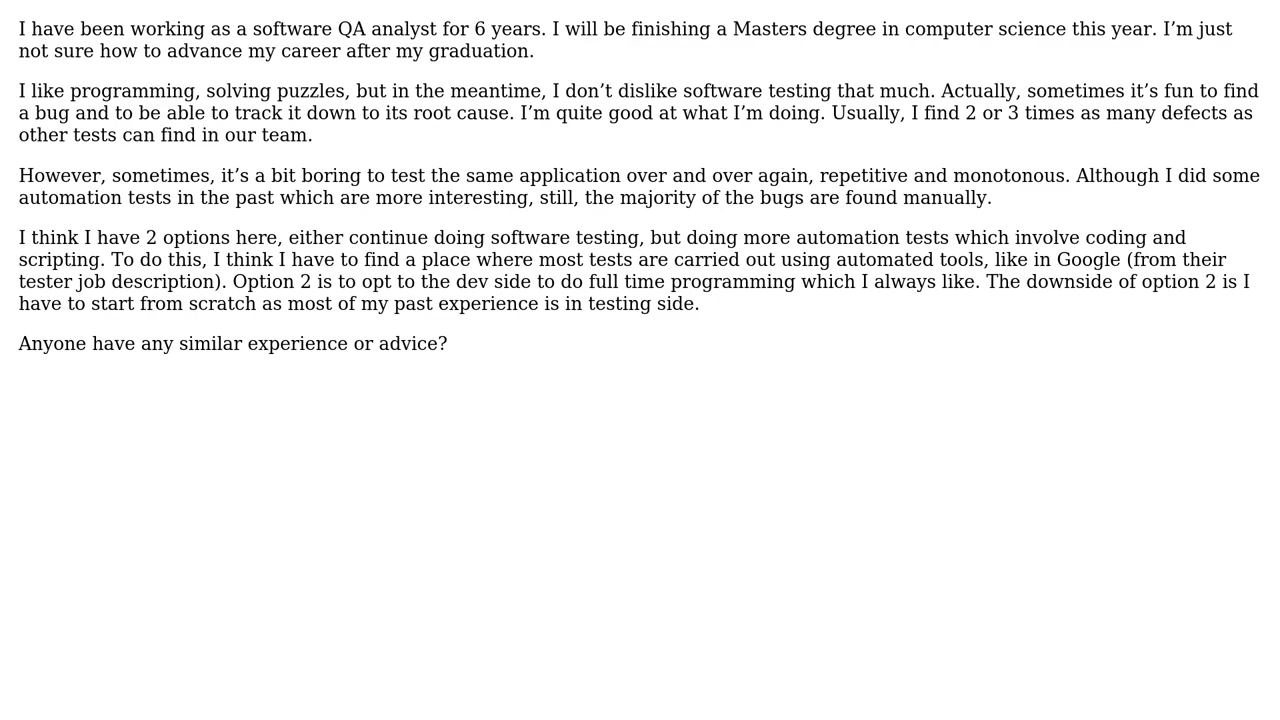 I have been working as a software QA analyst for 6 years. I will be finishing a Masters degree in computer science this year. I’m just
not sure how to advance my career after my graduation.
I like programming, solving puzzles, but in the meantime, I don’t dislike software testing that much. Actually, sometimes it’s fun to find
a bug and to be able to track it down to its root cause. I’m quite good at what I’m doing. Usually, I find 2 or 3 times as many defects as
other tests can find in our team.
However, sometimes, it’s a bit boring to test the same application over and over again, repetitive and monotonous. Although I did some
automation tests in the past which are more interesting, still, the majority of the bugs are found manually.
I think I have 2 options here, either continue doing software testing, but doing more automation tests which involve coding and
scripting. To do this, I think I have to find a place where most tests are carried out using automated tools, like in Google (from their
tester job description). Option 2 is to opt to the dev side to do full time programming which I always like. The downside of option 2 is I
have to start from scratch as most of my past experience is in testing side.
Anyone have any similar experience or advice?